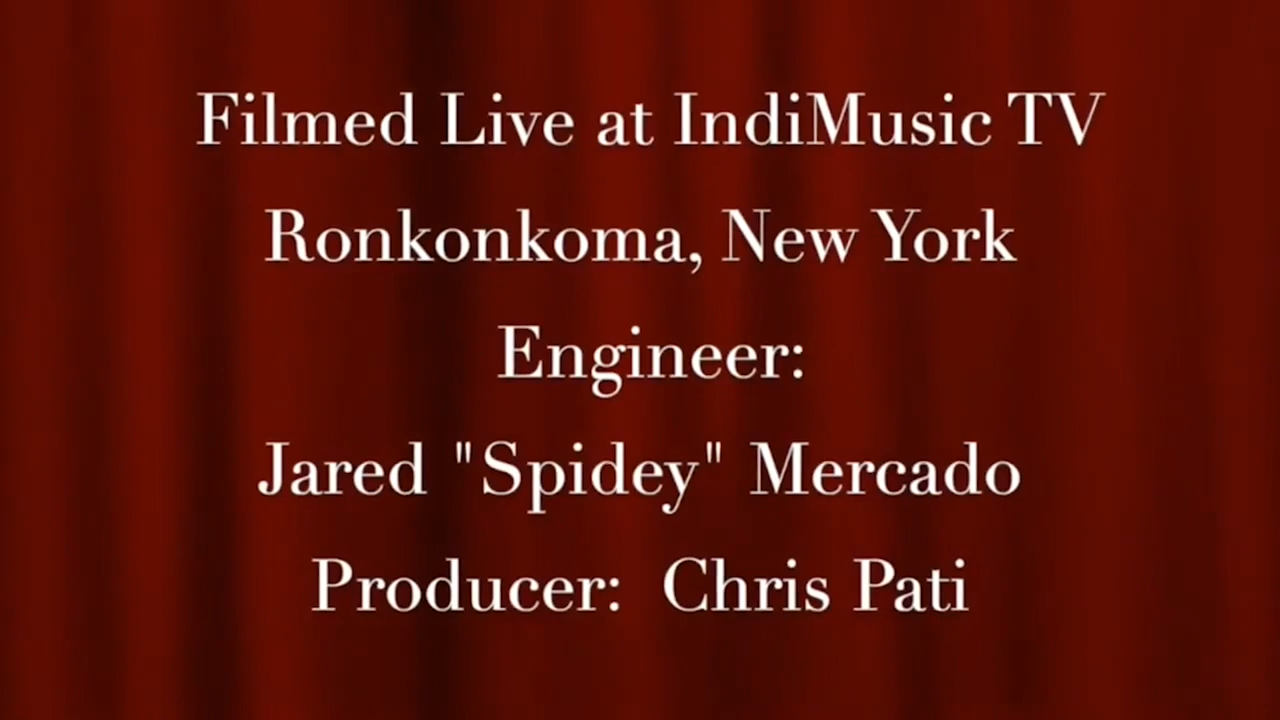 Filmed Live at IndiMusic TV
Ronkonkoma, New York
Engineer:
Jared "Spidey" Mercado
Producer:  Chris Pati